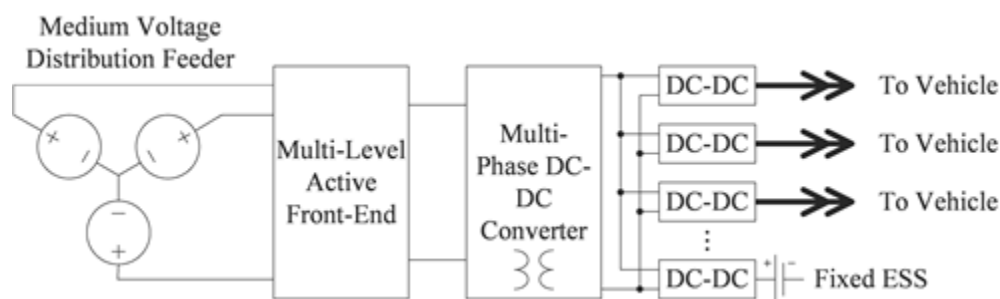 Medium Voltage
Distribution Feeder
+
−
+
−
−
+
Multi-Level
Active
Front-End
Multi-
Phase DC-
DC
Converter
DC-DC
To Vehicle
DC-DC
To Vehicle
DC-DC
To Vehicle
⋮
DC-DC
+
−
Fixed ESS